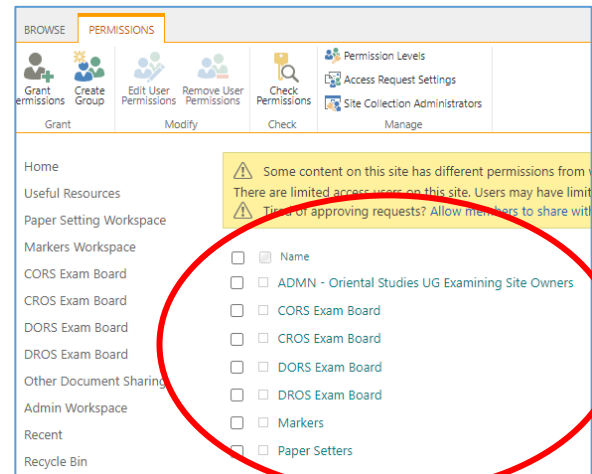 BROWSE PERMISSIONS
Grant Permissions
Create Group
Edit User Permissions
Remove User Permissions
Check Permissions
Permission Levels
Access Request Settings
Site Collection Administrators
Grant Modify Check Manage
Home
Useful Resources
Paper Setting Workspace
Markers Workspace
CORS Exam Board
CROS Exam Board
DORS Exam Board
DROS Exam Board
Other Document Sharing
Admin Workspace
Recent
Recycle Bin
Some content on this site has different permissions from
There are limited access users on this site. Users may have limit
Tired of approving requests? Allow members to share with
Name
ADMN - Oriental Studies UG Examining Site Owners
CORS Exam Board
CROS Exam Board
DORS Exam Board
DROS Exam Board
Markers
Paper Setters